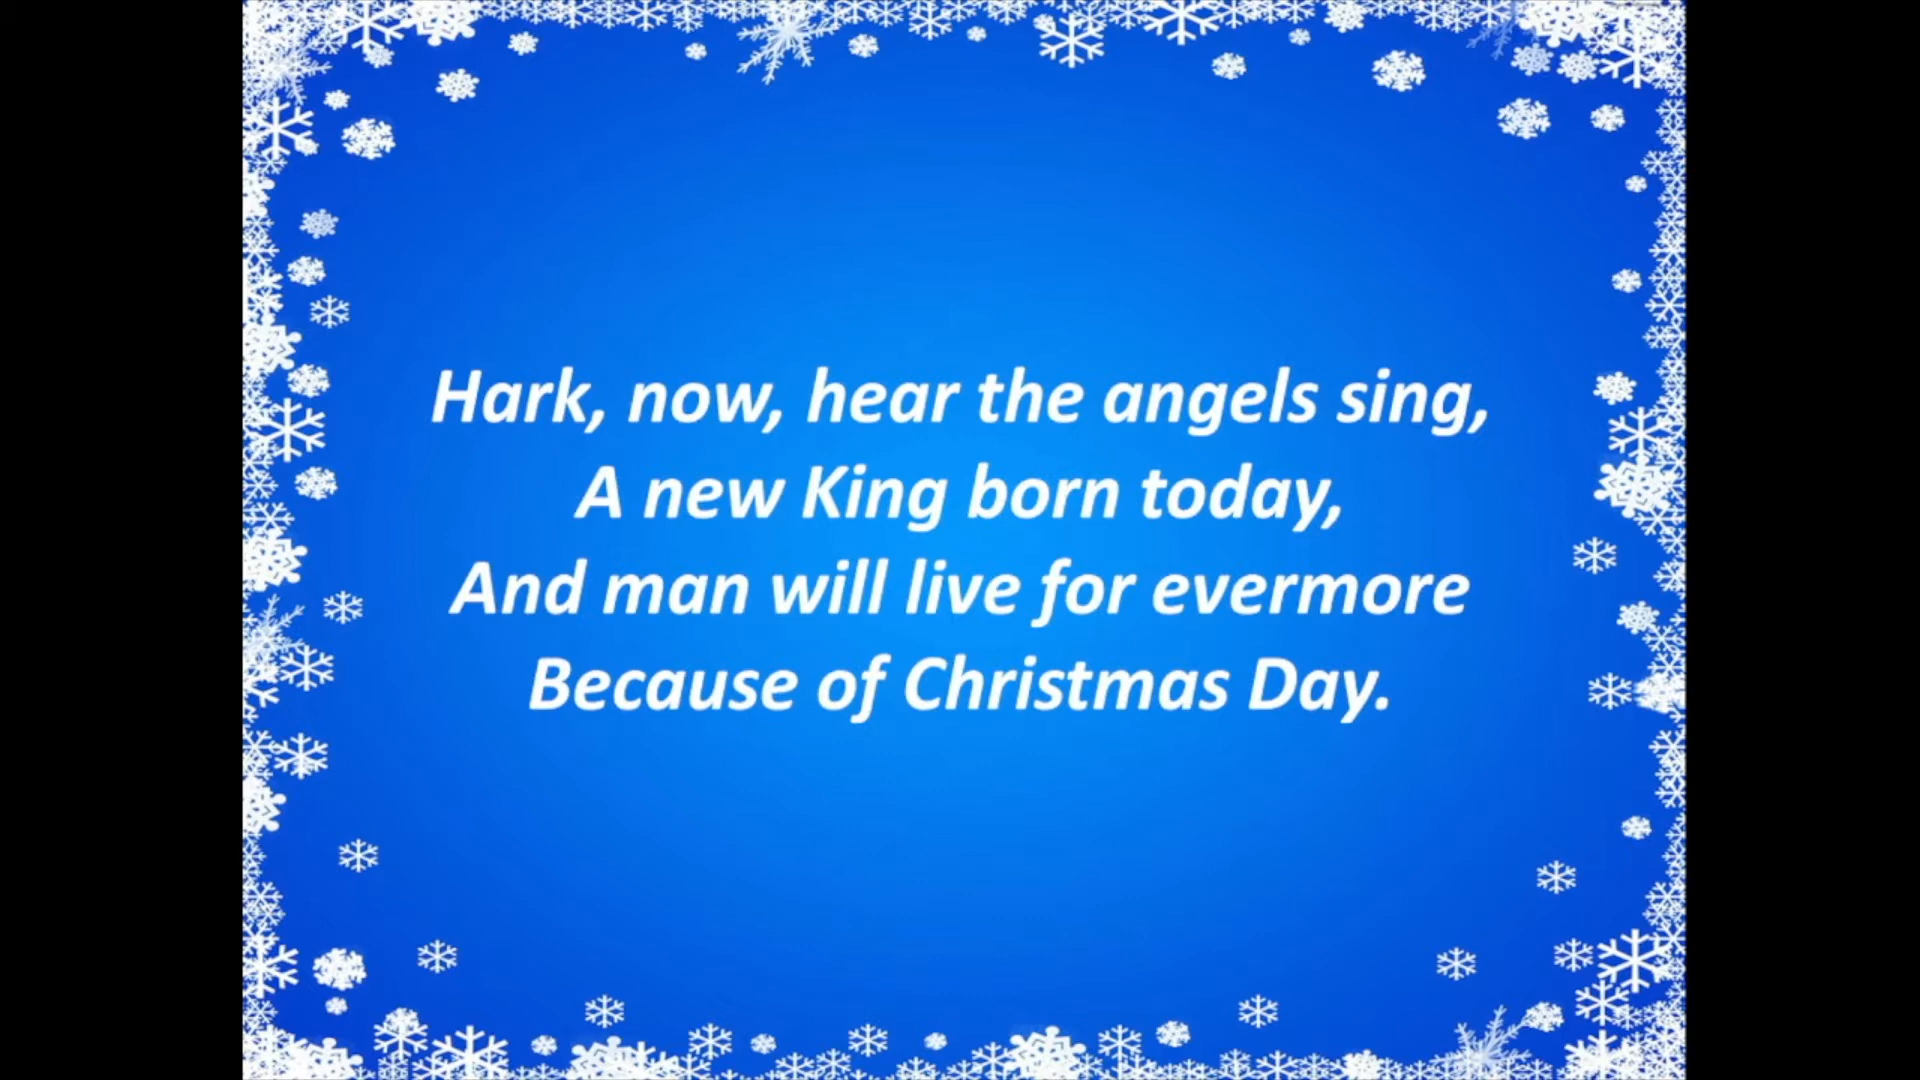 Hark, now, hear the angels sing,
A new King born today,
And man will live for evermore
Because of Christmas Day.